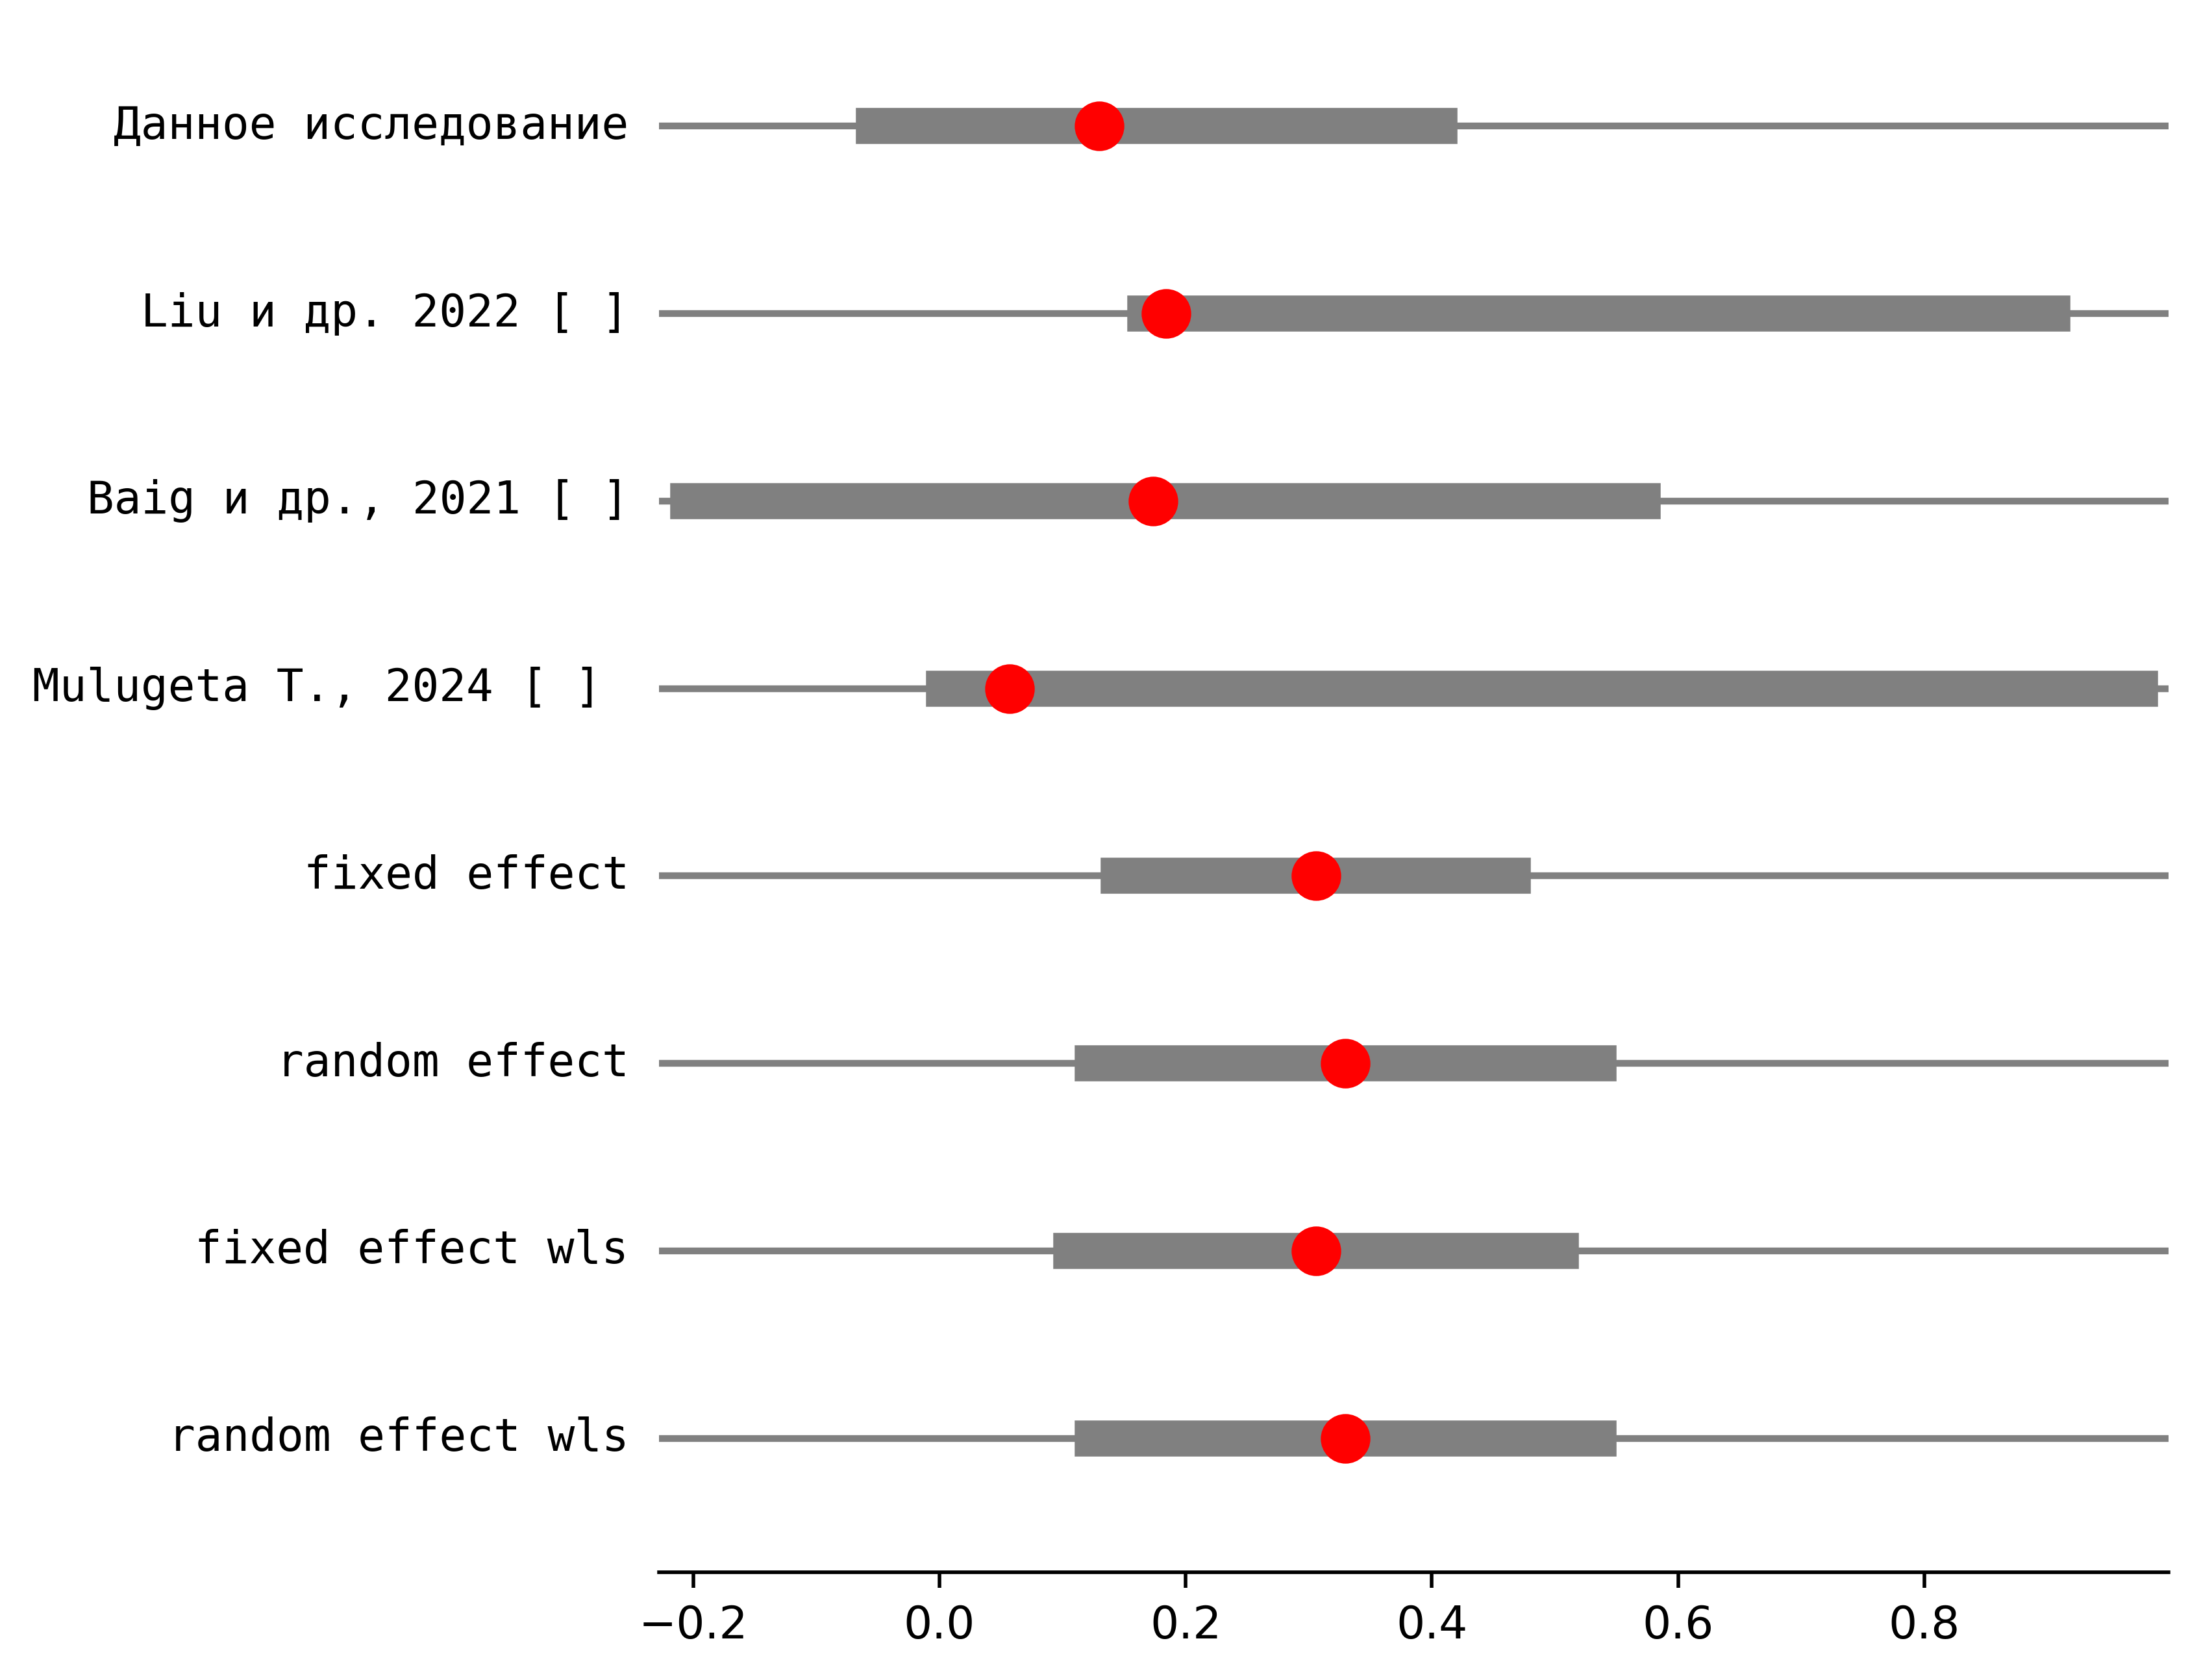 Данное исследование
Liu и др. 2022 [ ]
Baig и др., 2021 [ ]
Mulugeta T., 2024 [ ]
fixed effect
random effect
fixed effect wls
random effect wls
−0.2 0.0 0.2 0.4 0.6 0.8